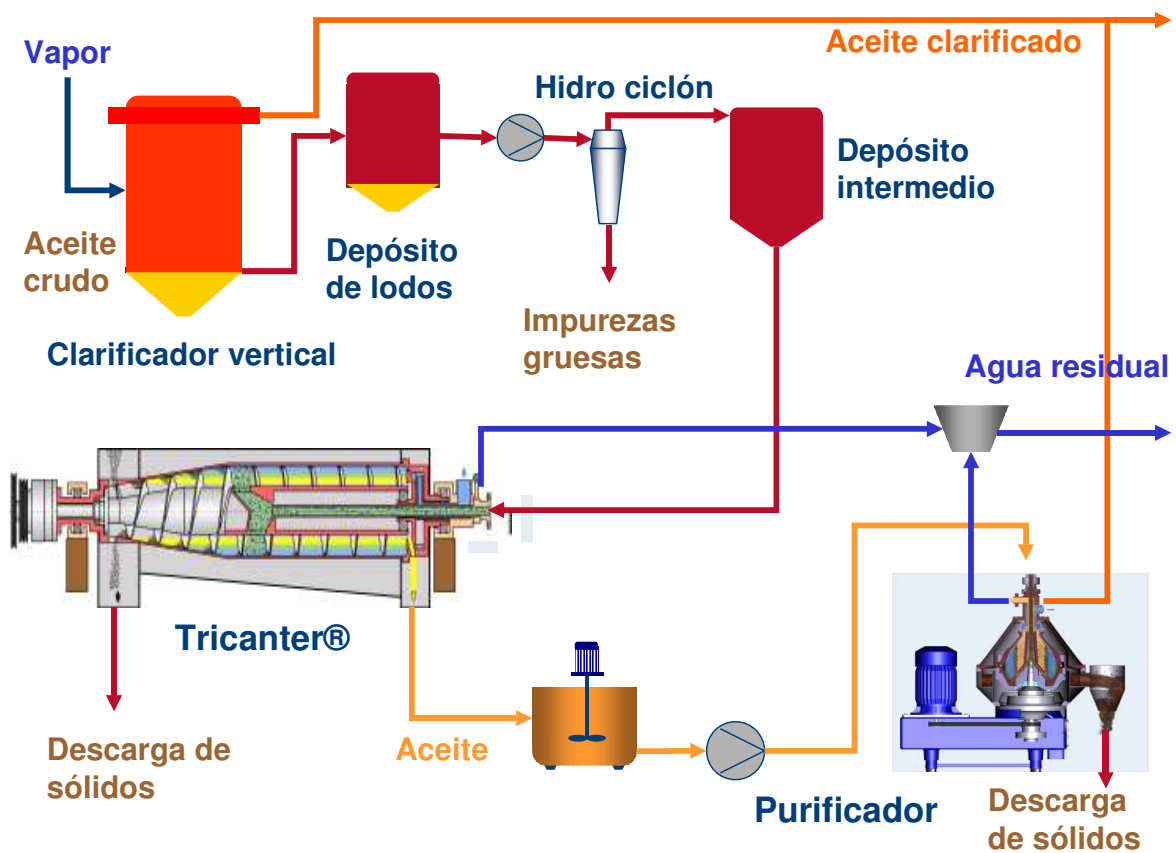 Aceite clarificado
Vapor
Hidro ciclón
Depósito
intermedio
Aceite
crudo
Depósito
de lodos
Impurezas
gruesas
Clarificador vertical
Agua residual
Tricanter®
Descarga de
sólidos
Aceite
Purificador
Descarga
de sólidos